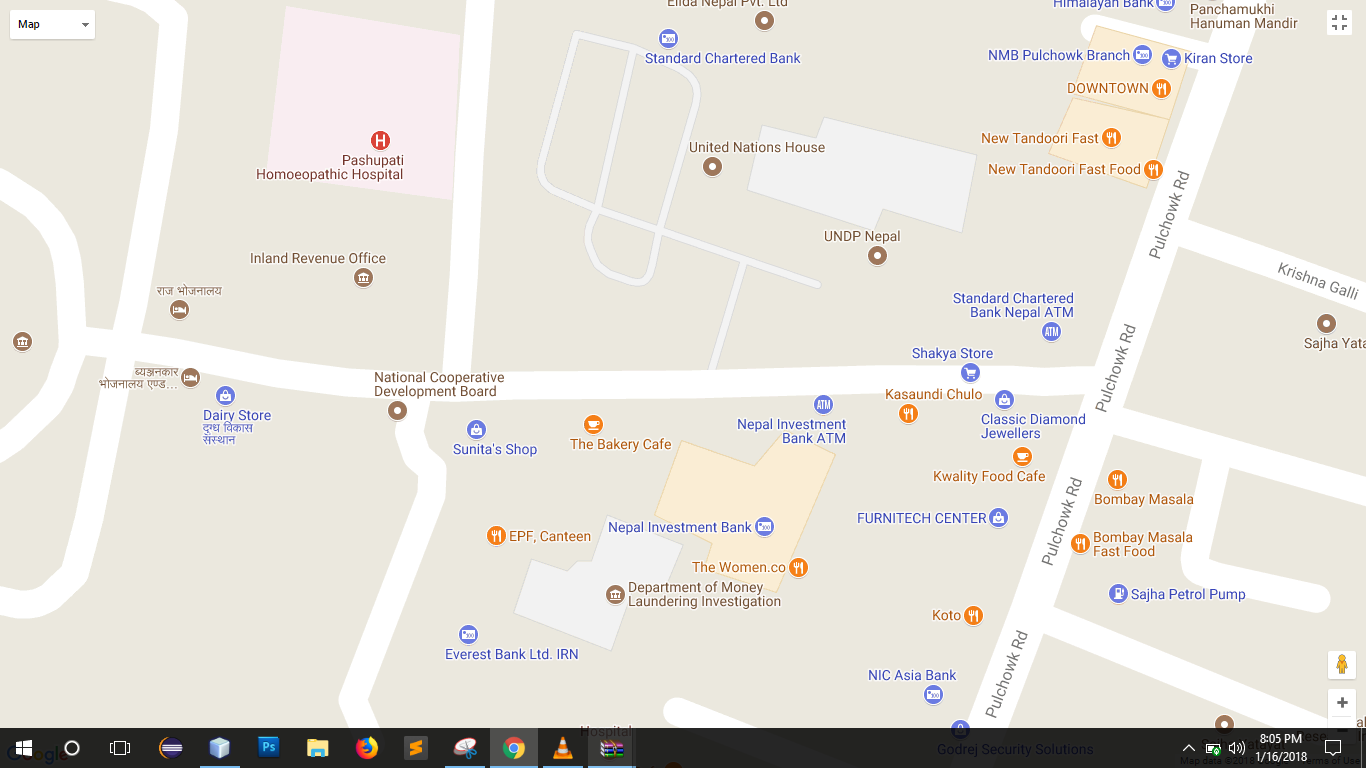 Map
Elida Nepal Pvt. Ltd
Himalayan Bank
Panchamukhi
Hanuman Mandir
Standard Chartered Bank
NMB Pulchowk Branch
Kiran Store
DOWNTOWN
New Tandoori Fast
New Tandoori Fast Food
Pashupati
Homoeopathic Hospital
United Nations House
Pulchowk Rd
UNDP Nepal
Inland Revenue Office
Krishna Galli
राज भोजनालय
Standard Chartered
Bank Nepal ATM
Sajha Yata
Shakya Store
Pulchowk Rd
ब्यञ्जनकार
भोजनालय एण्ड...
National Cooperative
Development Board
Kasaundi Chulo
Dairy Store
दुग्ध विकास
संस्थान
Nepal Investment
Bank ATM
Classic Diamond
Jewellers
Sunita's Shop
The Bakery Cafe
Kwality Food Cafe
Bombay Masala
Pulchowk Rd
FURNITECH CENTER
Nepal Investment Bank
EPF, Canteen
Bombay Masala
Fast Food
The Women.co
Department of Money
Laundering Investigation
Sajha Petrol Pump
Koto
Everest Bank Ltd. IRN
Pulchowk Rd
NIC Asia Bank
Hospital
Godrej Security Solutions
Google
Ps
8:05 PM
1/16/2018